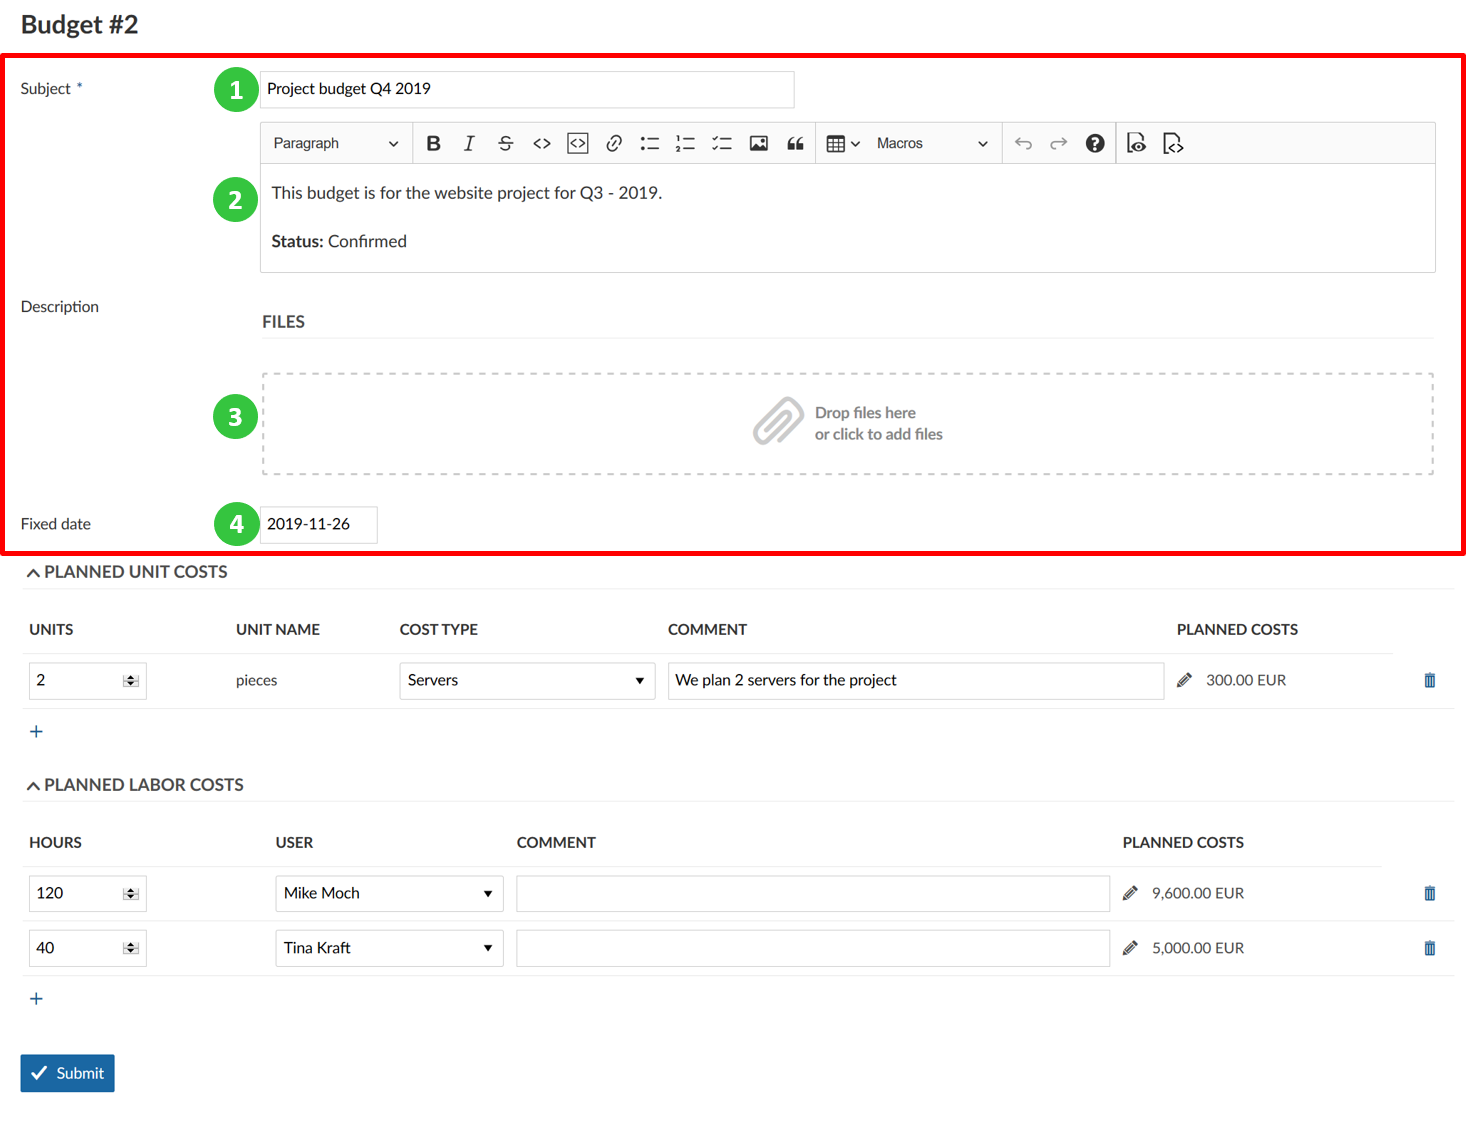 Budget #2
Subject *
1
Project budget Q4 2019
Paragraph
Macros
2
This budget is for the website project for Q3 - 2019.
Status: Confirmed
Description
FILES
3
Drop files here
or click to add files
Fixed date
4
2019-11-26
PLANNED UNIT COSTS
UNITS UNIT NAME COST TYPE COMMENT PLANNED COSTS
2 pieces Servers We plan 2 servers for the project 300.00 EUR
+
PLANNED LABOR COSTS
HOURS USER COMMENT PLANNED COSTS
120 Mike Moch 9,600.00 EUR
40 Tina Kraft 5,000.00 EUR
+
Submit